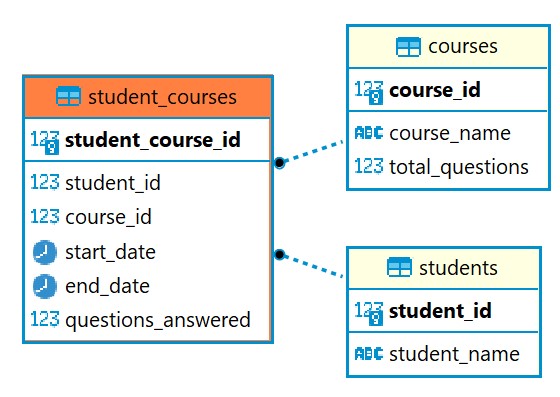 student_courses
123 student_course_id
123 student_id
123 course_id
start_date
end_date
123 questions_answered
courses
123 course_id
ABC course_name
123 total_questions
students
123 student_id
ABC student_name